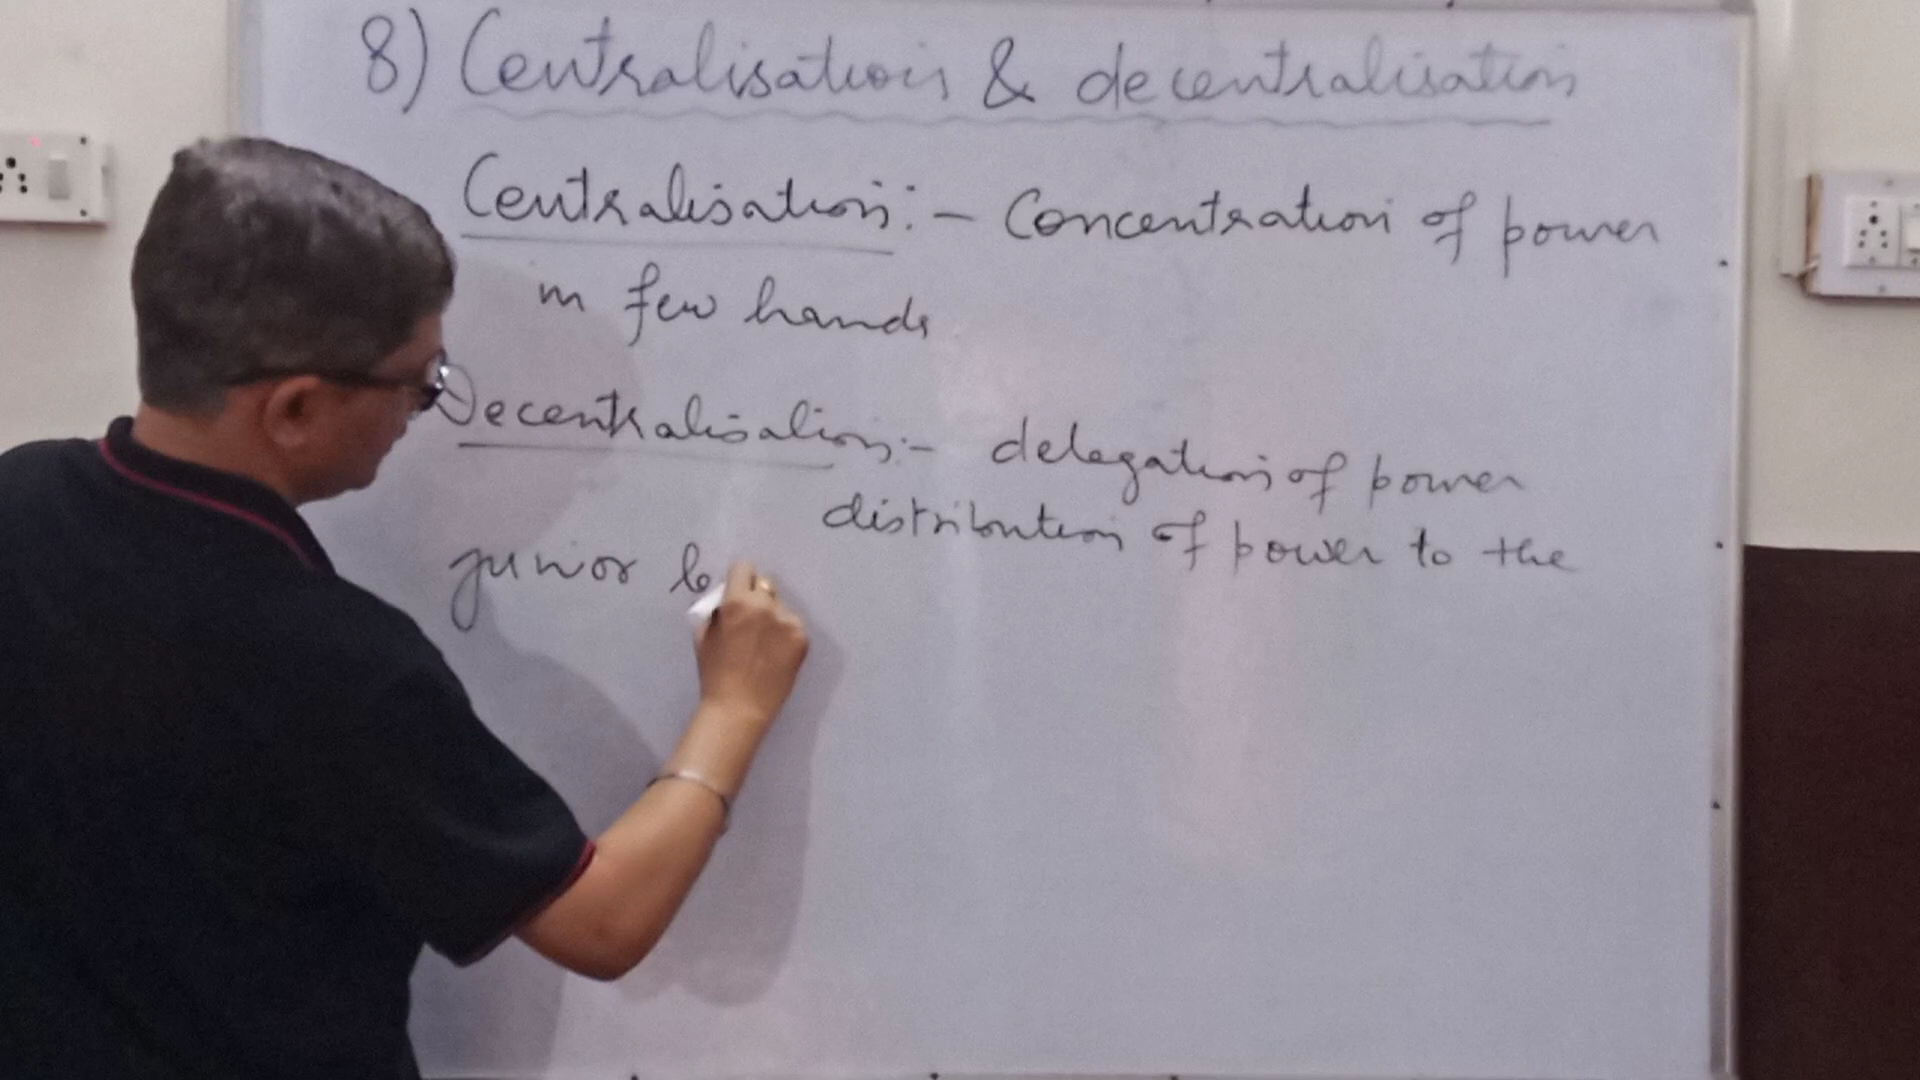 8) Centralisation & decentralisation
Centralisation:- Concentration of power
in few hands
Decentralisation:- delegation of power
distribution of power to the
junior le